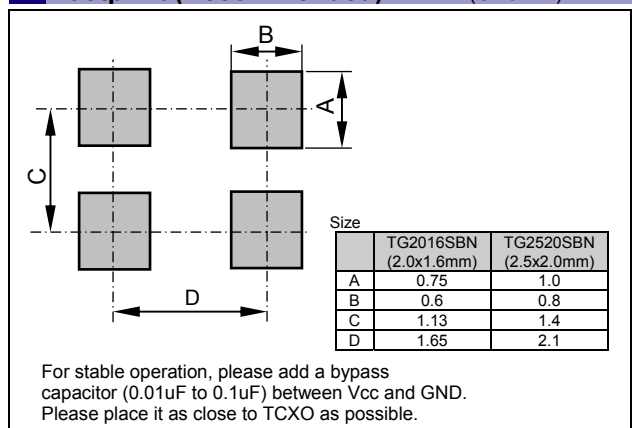 B
A
C
D
Size
TG2016SBN TG2520SBN
(2.0x1.6mm) (2.5x2.0mm)
A 0.75 1.0
B 0.6 0.8
C 1.13 1.4
D 1.65 2.1
For stable operation, please add a bypass
capacitor (0.01uF to 0.1uF) between Vcc and GND.
Please place it as close to TCXO as possible.